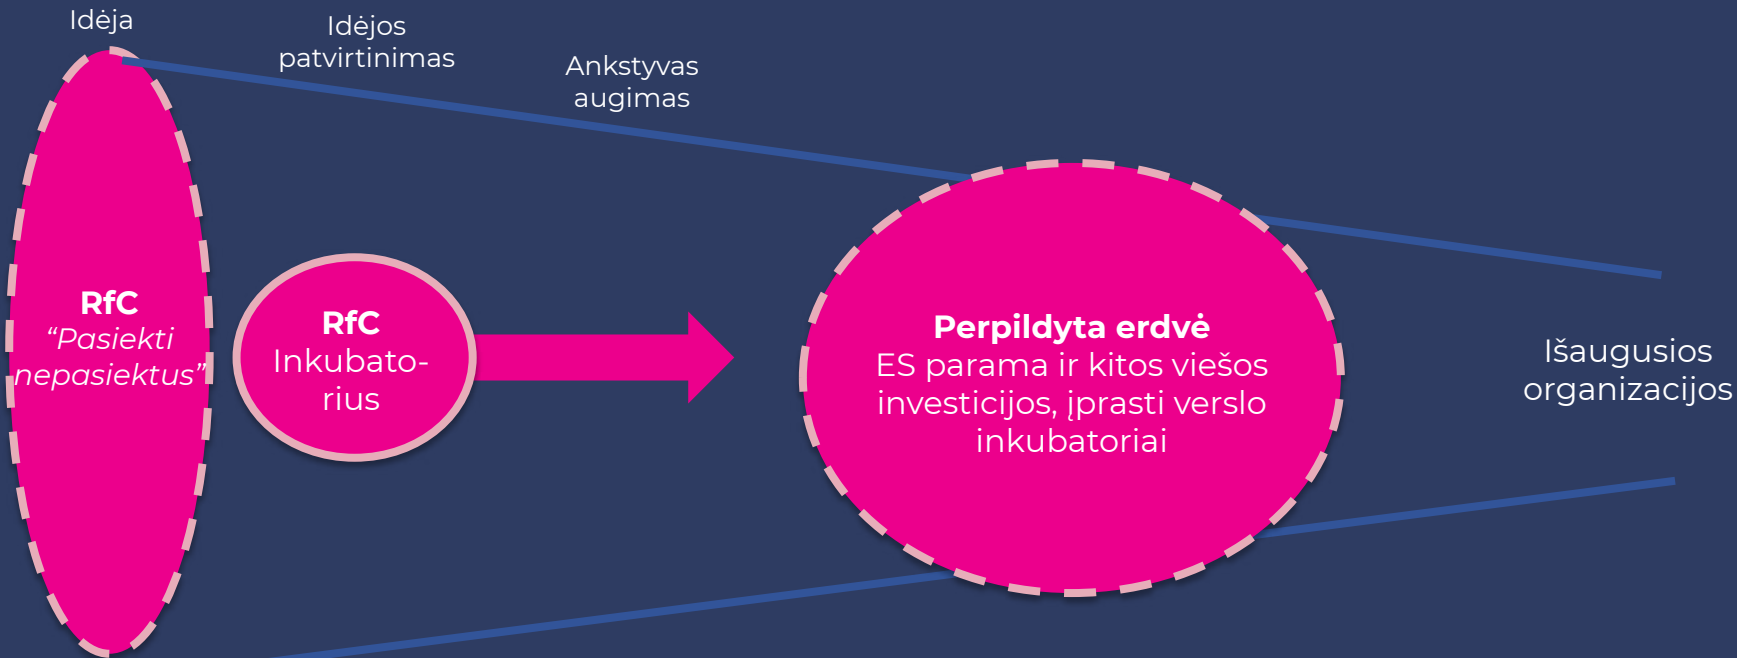 Idėja
Idėjos
patvirtinimas
Ankstyvas
augimas
RfC
“Pasiekti
nepasiektus”
RfC
Inkubato-
rius
Perpildyta erdvė
ES parama ir kitos viešos
investicijos, įprasti verslo
inkubatoriai
Išaugusios
organizacijos